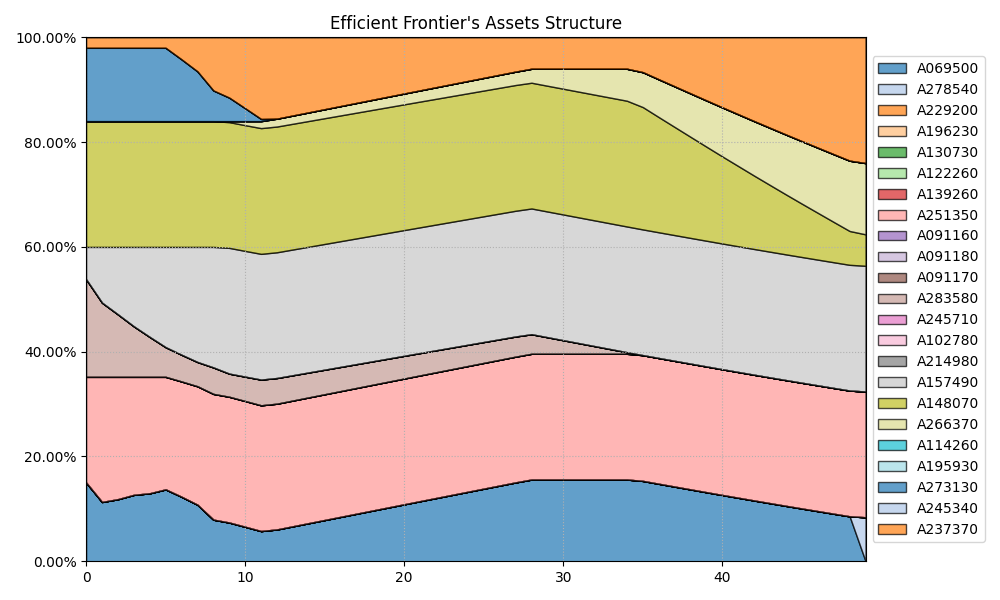 Efficient Frontier's Assets Structure
100.00%
80.00%
60.00%
40.00%
20.00%
0.00%
0
10
20
30
40
A069500
A278540
A229200
A196230
A130730
A122260
A139260
A251350
A091160
A091180
A091170
A283580
A245710
A102780
A214980
A157490
A148070
A266370
A114260
A195930
A273130
A245340
A237370